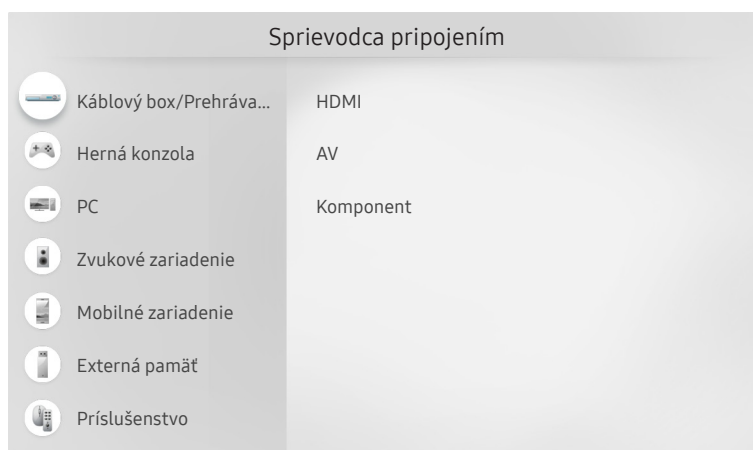 Sprievodca pripojením
Káblový box/Prehráva...
Herná konzola
PC
Zvukové zariadenie
Mobilné zariadenie
Externá pamäť
Príslušenstvo
HDMI
AV
Komponent